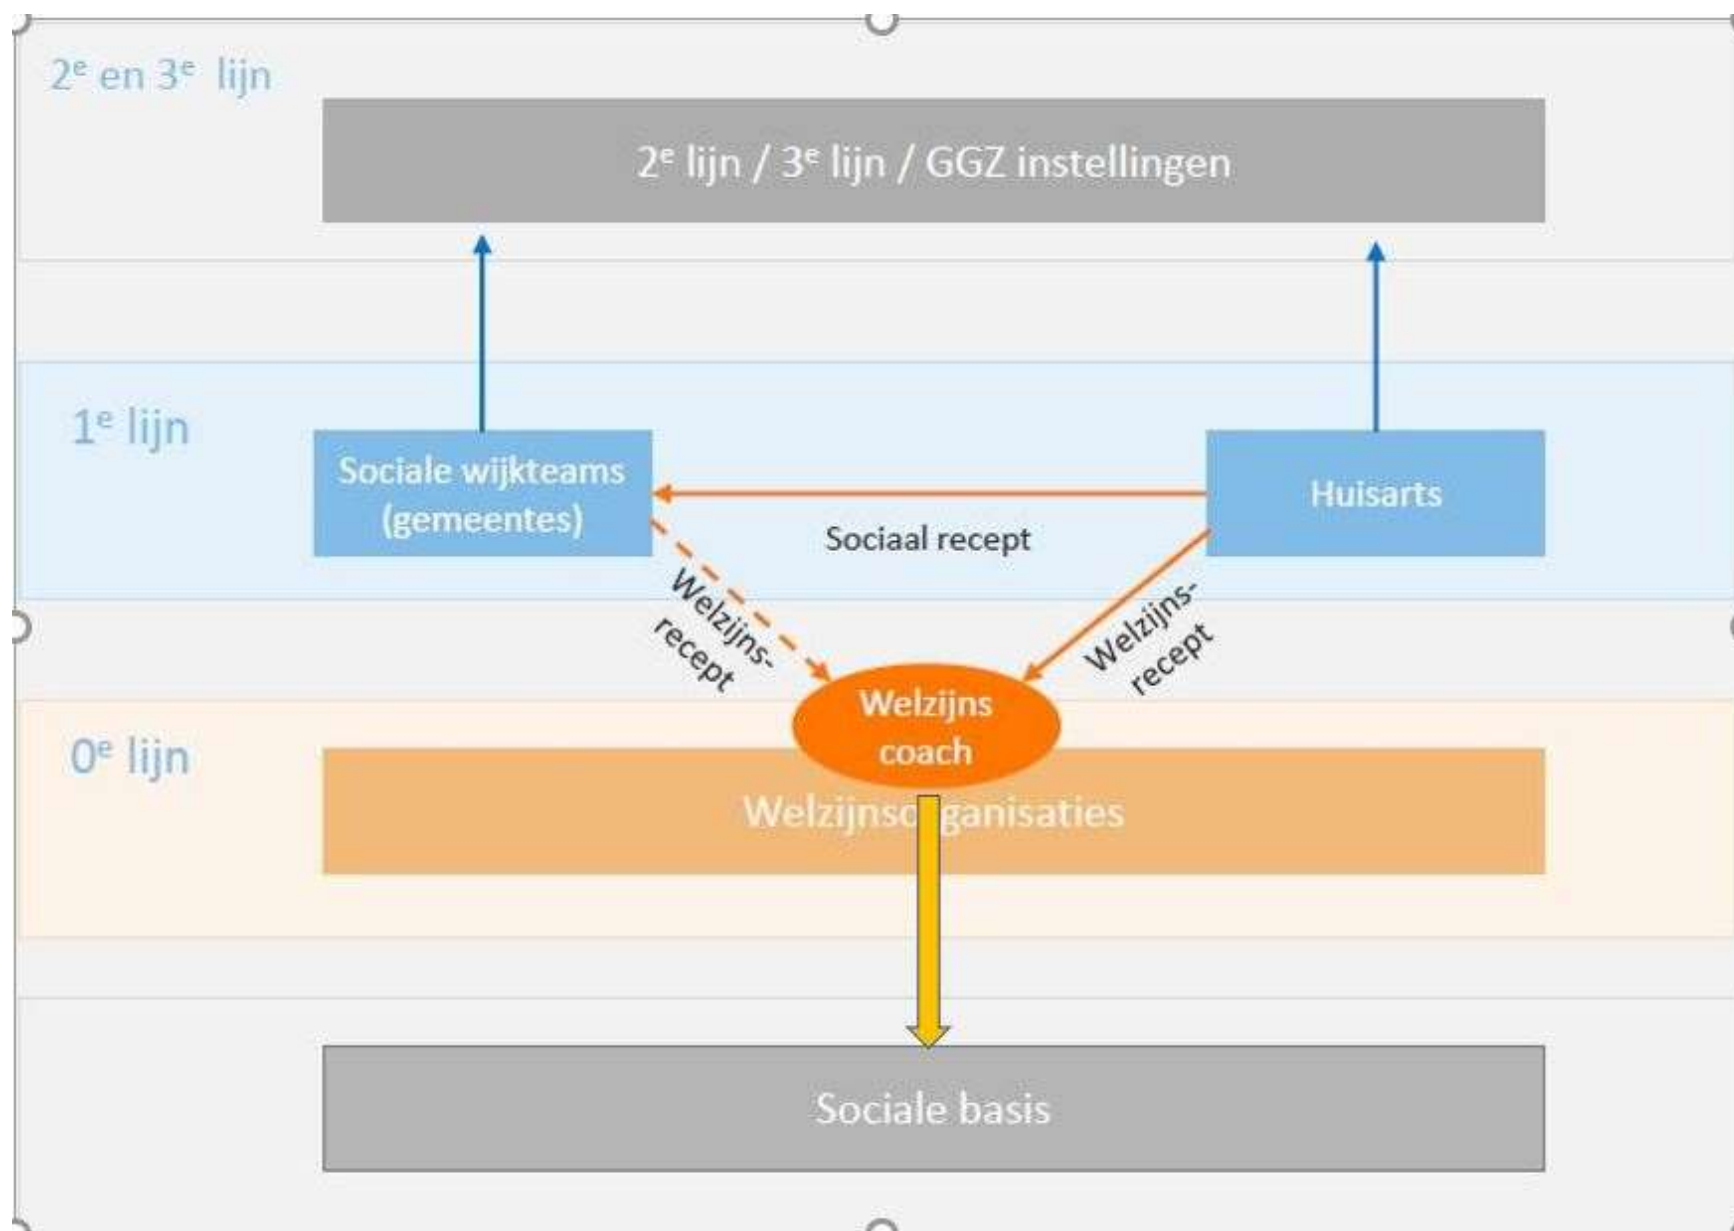 2ᵉ en 3ᵉ lijn
2ᵉ lijn / 3ᵉ lijn / GGZ instellingen
1ᵉ lijn
Sociale wijkteams
(gemeentes)
Huisarts
Sociaal recept
Welzijns-
recept
Welzijns-
recept
Welzijns
coach
0ᵉ lijn
Welzijnsorganisaties
Sociale basis